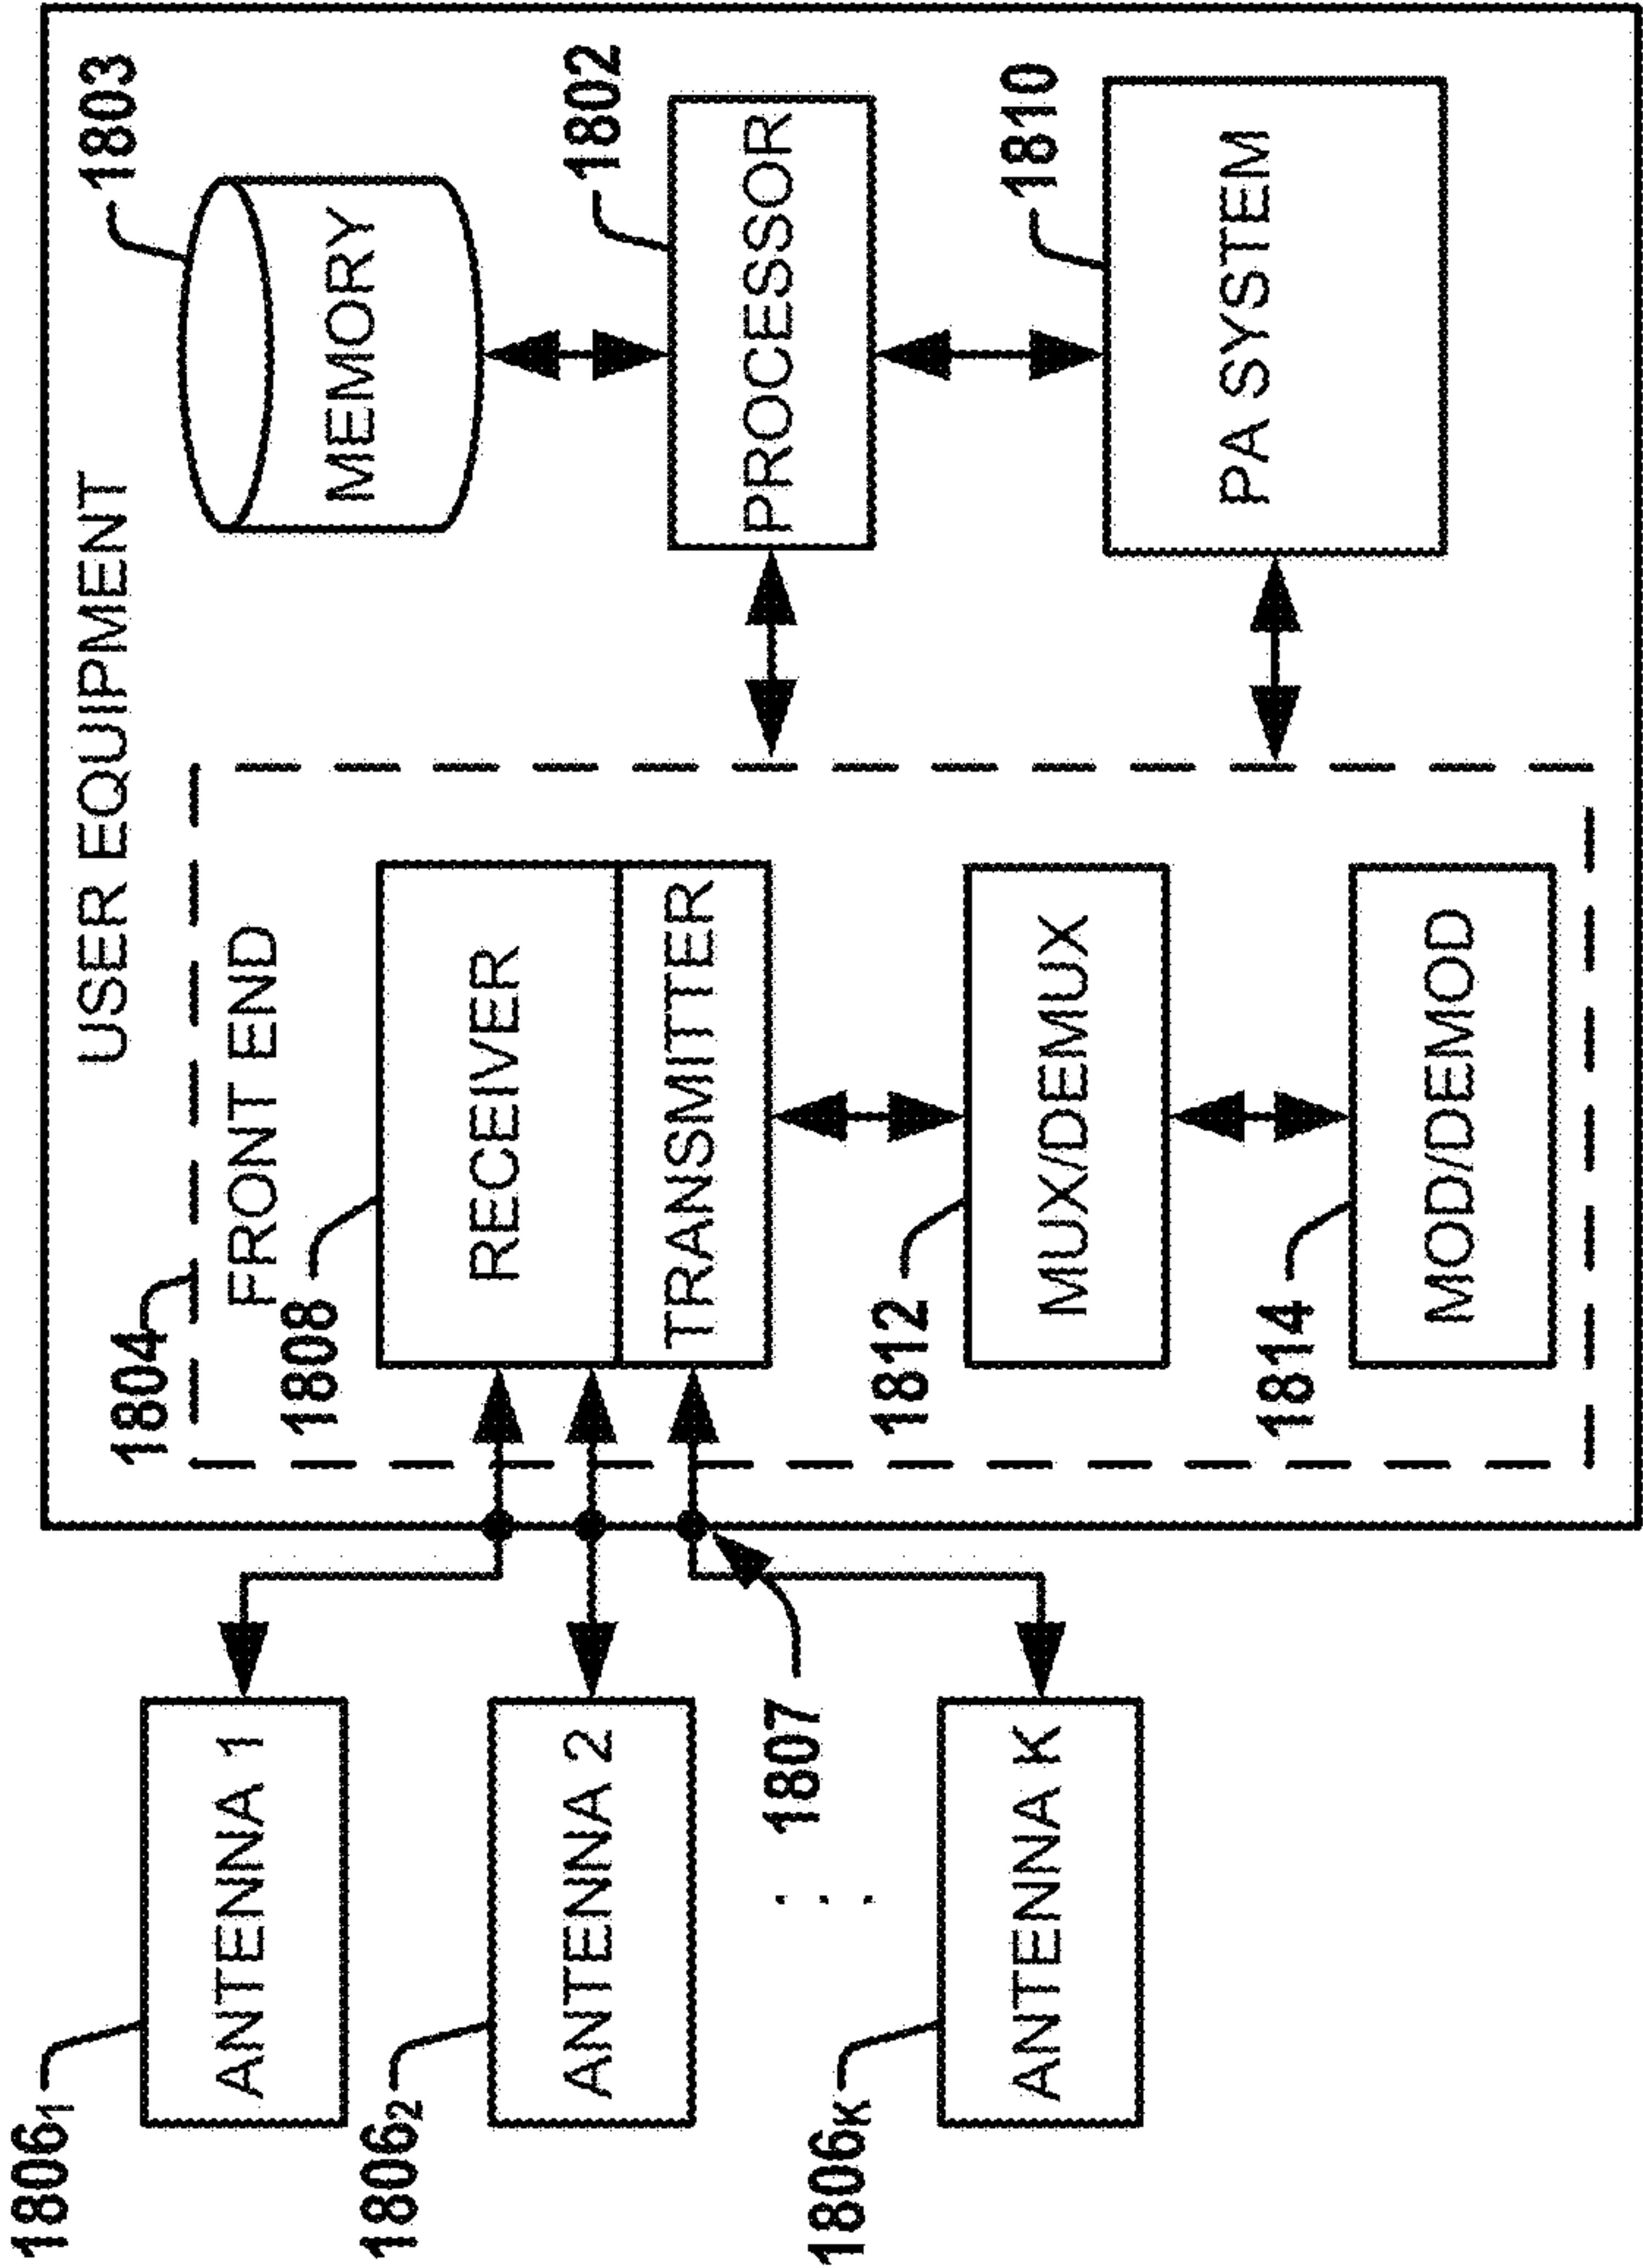 USER EQUIPMENT
1804
FRONT END
1808
RECEIVER
TRANSMITTER
1812
MUX/DEMUX
1814
MOD/DEMOD
1803
MEMORY
1802
PROCESSOR
1810
PA SYSTEM
1806₁
ANTENNA 1
1806₂
ANTENNA 2
1807
. . .
1806ₖ
ANTENNA K